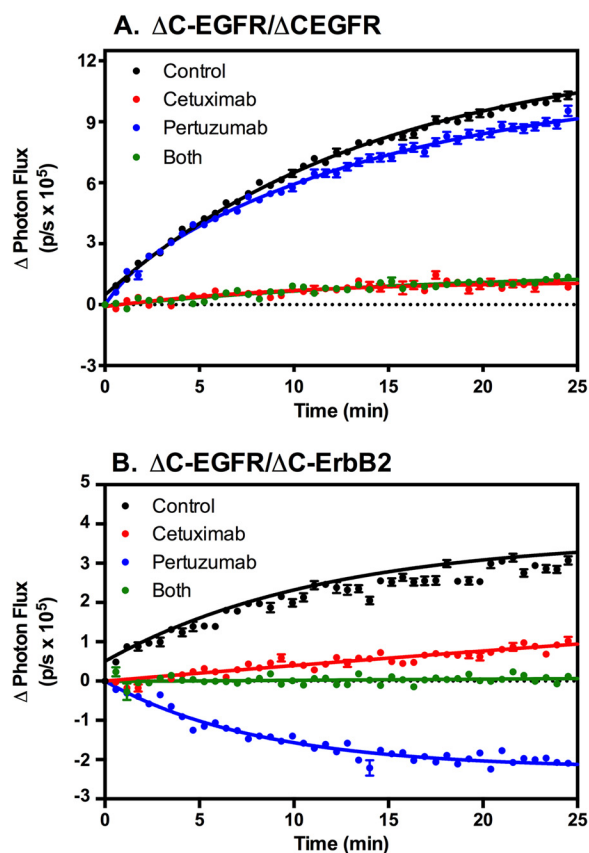 A. ΔC-EGFR/ΔCEGFR
12
9
6
3
0
-3
Δ Photon Flux
(p/s x 10⁵)
Control
Cetuximab
Pertuzumab
Both
0 5 10 15 20 25
Time (min)
B. ΔC-EGFR/ΔC-ErbB2
5
4
3
2
1
0
-1
-2
-3
Δ Photon Flux
(p/s x 10⁵)
Control
Cetuximab
Pertuzumab
Both
0 5 10 15 20 25
Time (min)